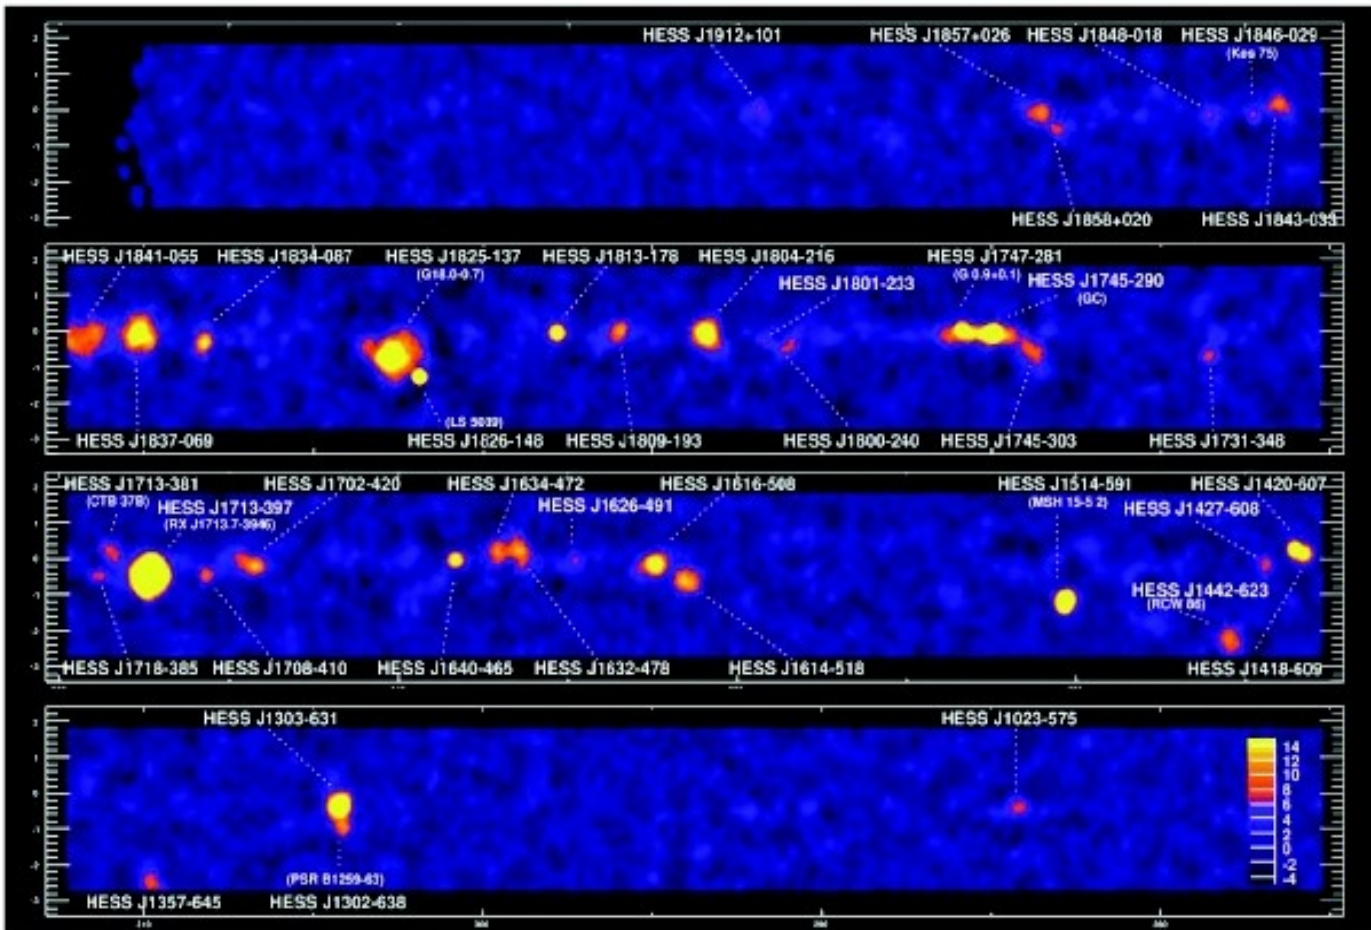 HESS J1912+101 HESS J1857+026 HESS J1848-018 HESS J1846-029
(Kes 75)
HESS J1858+020 HESS J1843-033
HESS J1841-055 HESS J1834-087 HESS J1825-137 HESS J1813-178 HESS J1804-216 HESS J1747-281
(G18.0-0.7) (G 0.9+0.1)
HESS J1801-233 HESS J1745-290
(GC)
(LS 5039)
HESS J1837-069 HESS J1826-148 HESS J1809-193 HESS J1800-240 HESS J1745-303 HESS J1731-348
HESS J1713-381 HESS J1702-420 HESS J1634-472 HESS J1616-508 HESS J1514-591 HESS J1420-607
(CTB 37B) (MSH 15-5 2)
HESS J1713-397 HESS J1626-491 HESS J1427-608
(RX J1713.7-3946)
HESS J1442-623
(RCW 86)
HESS J1718-385 HESS J1708-410 HESS J1640-465 HESS J1632-478 HESS J1614-518 HESS J1418-609
HESS J1303-631 HESS J1023-575
14
12
10
8
6
4
2
0
-2
-4
(PSR B1259-63)
HESS J1357-645 HESS J1302-638